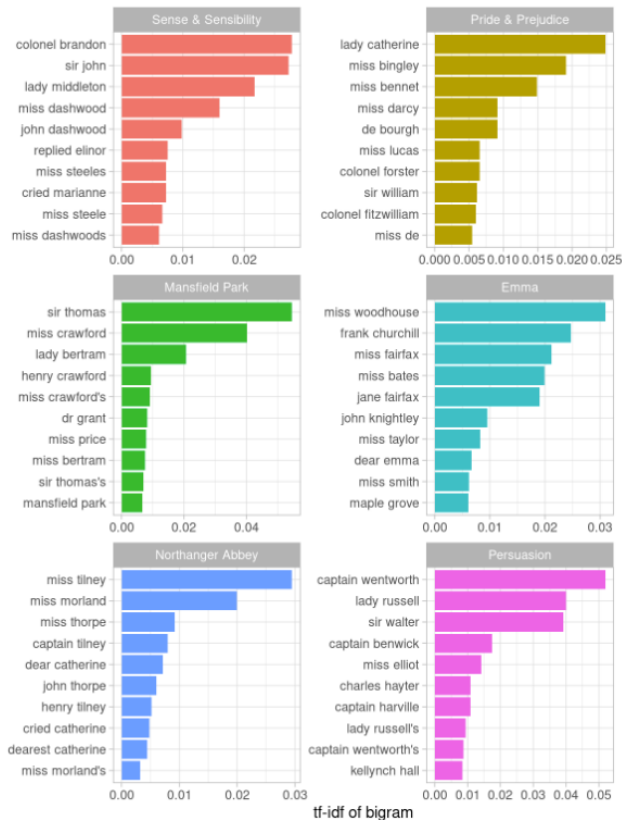 Sense & Sensibility
colonel brandon
sir john
lady middleton
miss dashwood
john dashwood
replied elinor
miss steeles
cried marianne
miss steele
miss dashwoods
0.00 0.01 0.02
Pride & Prejudice
lady catherine
miss bingley
miss bennet
miss darcy
de bourgh
miss lucas
colonel forster
sir william
colonel fitzwilliam
miss de
0.000 0.005 0.010 0.015 0.020 0.025
Mansfield Park
sir thomas
miss crawford
lady bertram
henry crawford
miss crawford's
dr grant
miss price
miss bertram
sir thomas's
mansfield park
0.00 0.02 0.04
Emma
miss woodhouse
frank churchill
miss fairfax
miss bates
jane fairfax
john knightley
miss taylor
dear emma
miss smith
maple grove
0.00 0.01 0.02 0.03
Northanger Abbey
miss tilney
miss morland
miss thorpe
captain tilney
dear catherine
john thorpe
henry tilney
cried catherine
dearest catherine
miss morland's
0.00 0.01 0.02 0.03
Persuasion
captain wentworth
lady russell
sir walter
captain benwick
miss elliot
charles hayter
captain harville
lady russell's
captain wentworth's
kellynch hall
0.00 0.01 0.02 0.03 0.04 0.05
tf-idf of bigram